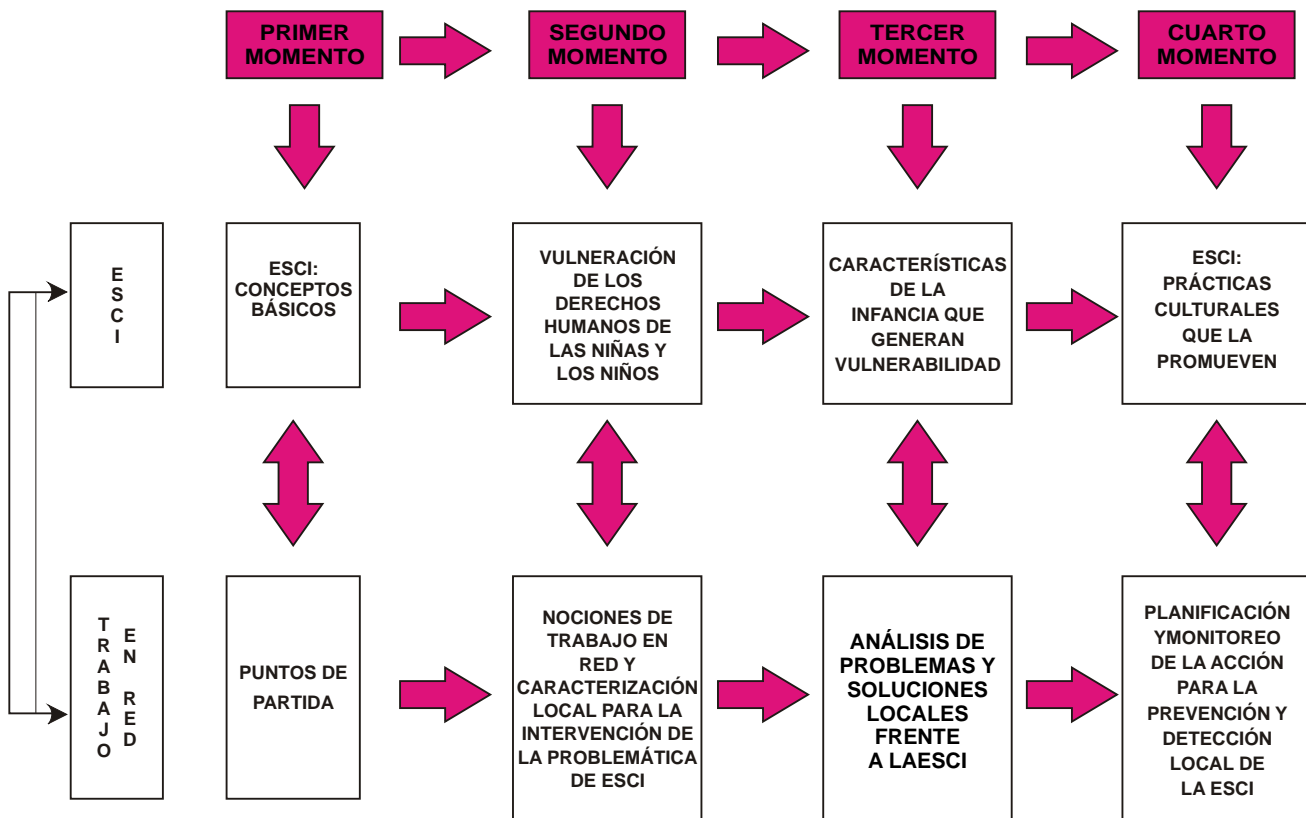 PRIMER
MOMENTO
SEGUNDO
MOMENTO
TERCER
MOMENTO
CUARTO
MOMENTO
E
S
C
I
ESCI:
CONCEPTOS
BÁSICOS
VULNERACIÓN
DE LOS
DERECHOS
HUMANOS DE
LAS NIÑAS Y
LOS NIÑOS
CARACTERÍSTICAS
DE LA
INFANCIA QUE
GENERAN
VULNERABILIDAD
ESCI:
PRÁCTICAS
CULTURALES
QUE LA
PROMUEVEN
T
R
A
B
A
J
O
E
N
R
E
D
PUNTOS DE
PARTIDA
NOCIONES DE
TRABAJO EN
RED Y
CARACTERIZACIÓN
LOCAL PARA LA
INTERVENCIÓN DE
LA PROBLEMÁTICA
DE ESCI
ANÁLISIS DE
PROBLEMAS Y
SOLUCIONES
LOCALES
FRENTE
A LAESCI
PLANIFICACIÓN
YMONITOREO
DE LA ACCIÓN
PARA LA
PREVENCIÓN Y
DETECCIÓN
LOCAL DE
LA ESCI